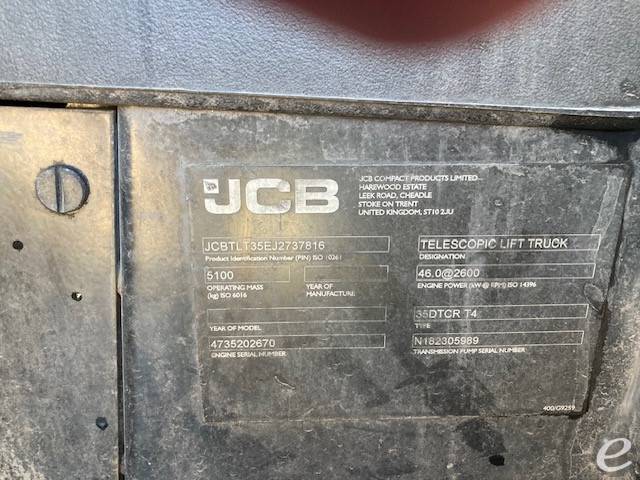 JCB
JCB COMPACT PRODUCTS LIMITED
HAREWOOD ESTATE
LEEK ROAD, CHEADLE
STOKE ON TRENT
UNITED KINGDOM, ST10 2JU
JCBTLT35EJ2737816
Product Identification Number (PIN) ISO 10261
TELESCOPIC LIFT TRUCK
DESIGNATION
5100
OPERATING MASS
(kg) ISO 6016
YEAR OF
MANUFACTURE
46.0@2600
ENGINE POWER (kW @ RPM) ISO 14396
YEAR OF MODEL
35DTCR T4
TYPE
4735202670
ENGINE SERIAL NUMBER
N182305989
TRANSMISSION PUMP SERIAL NUMBER
400/G9259
e